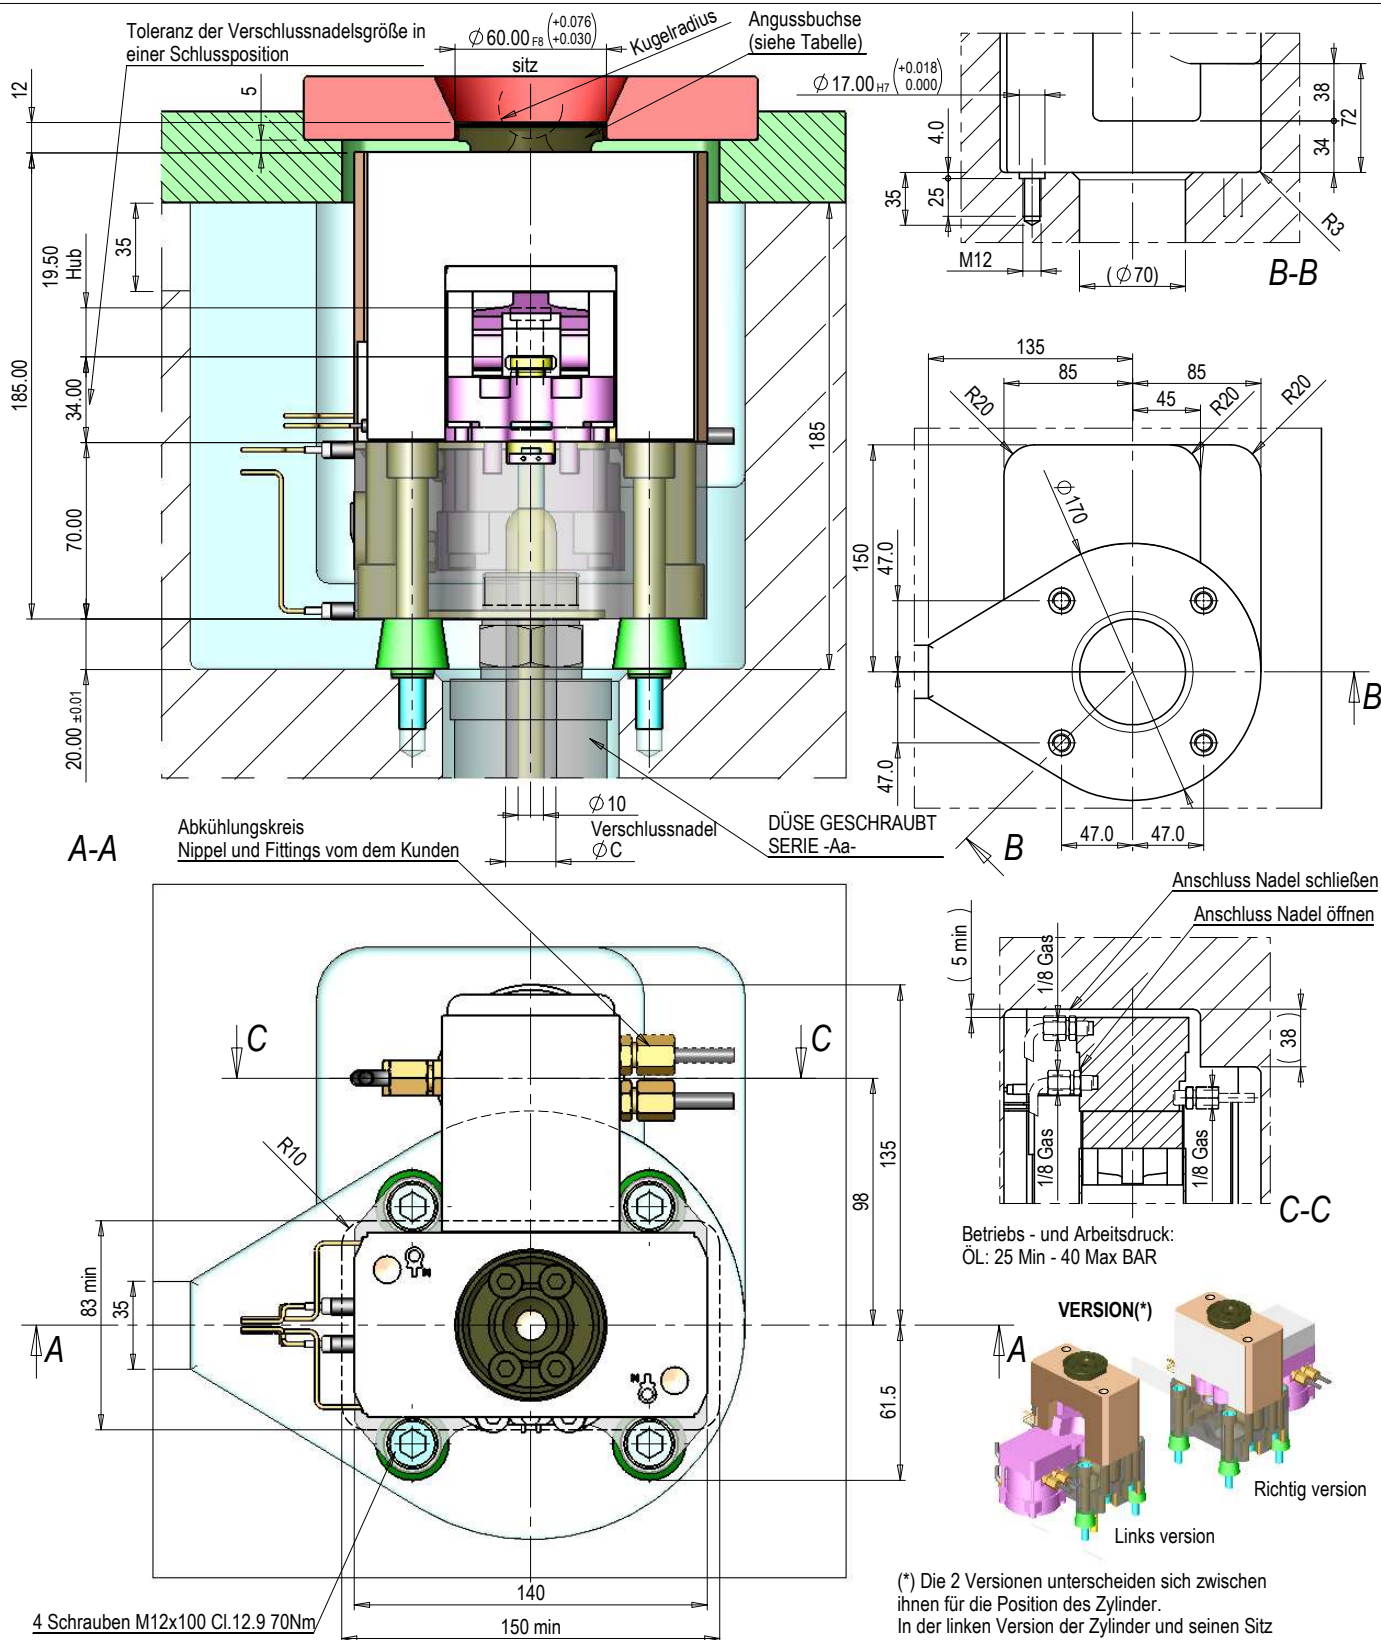 Toleranz der Verschlussnadelsgröße in
einer Schlussposition
Ø 60.00 F8 (+0.076 +0.030)
sitz
Kugelradius
Angussbuchse
(siehe Tabelle)
12
5
35
19.50
Hub
185.00
34.00
70.00
20.00 ±0.01
185
Ø 10
Verschlussnadel
Ø C
DÜSE GESCHRAUBT
SERIE -Aa-
A-A
Ø 17.00 H7 (+0.018 0.000)
4.0
35
25
M12
(Ø 70)
38
72
34
R3
B-B
135
85
85
45
R20
R20
R20
Ø 170
150
47.0
47.0
47.0
47.0
B
B
Abkühlungskreis
Nippel und Fittings vom dem Kunden
C
C
R10
83 min
35
A
A
135
98
61.5
140
150 min
4 Schrauben M12x100 Cl.12.9 70Nm
Anschluss Nadel schließen
Anschluss Nadel öffnen
(5 min)
1/8 Gas
(38)
1/8 Gas
1/8 Gas
C-C
Betriebs - und Arbeitsdruck:
ÖL: 25 Min - 40 Max BAR
VERSION(*)
Richtig version
Links version
(*) Die 2 Versionen unterscheiden sich zwischen
ihnen für die Position des Zylinder.
In der linken Version der Zylinder und seinen Sitz